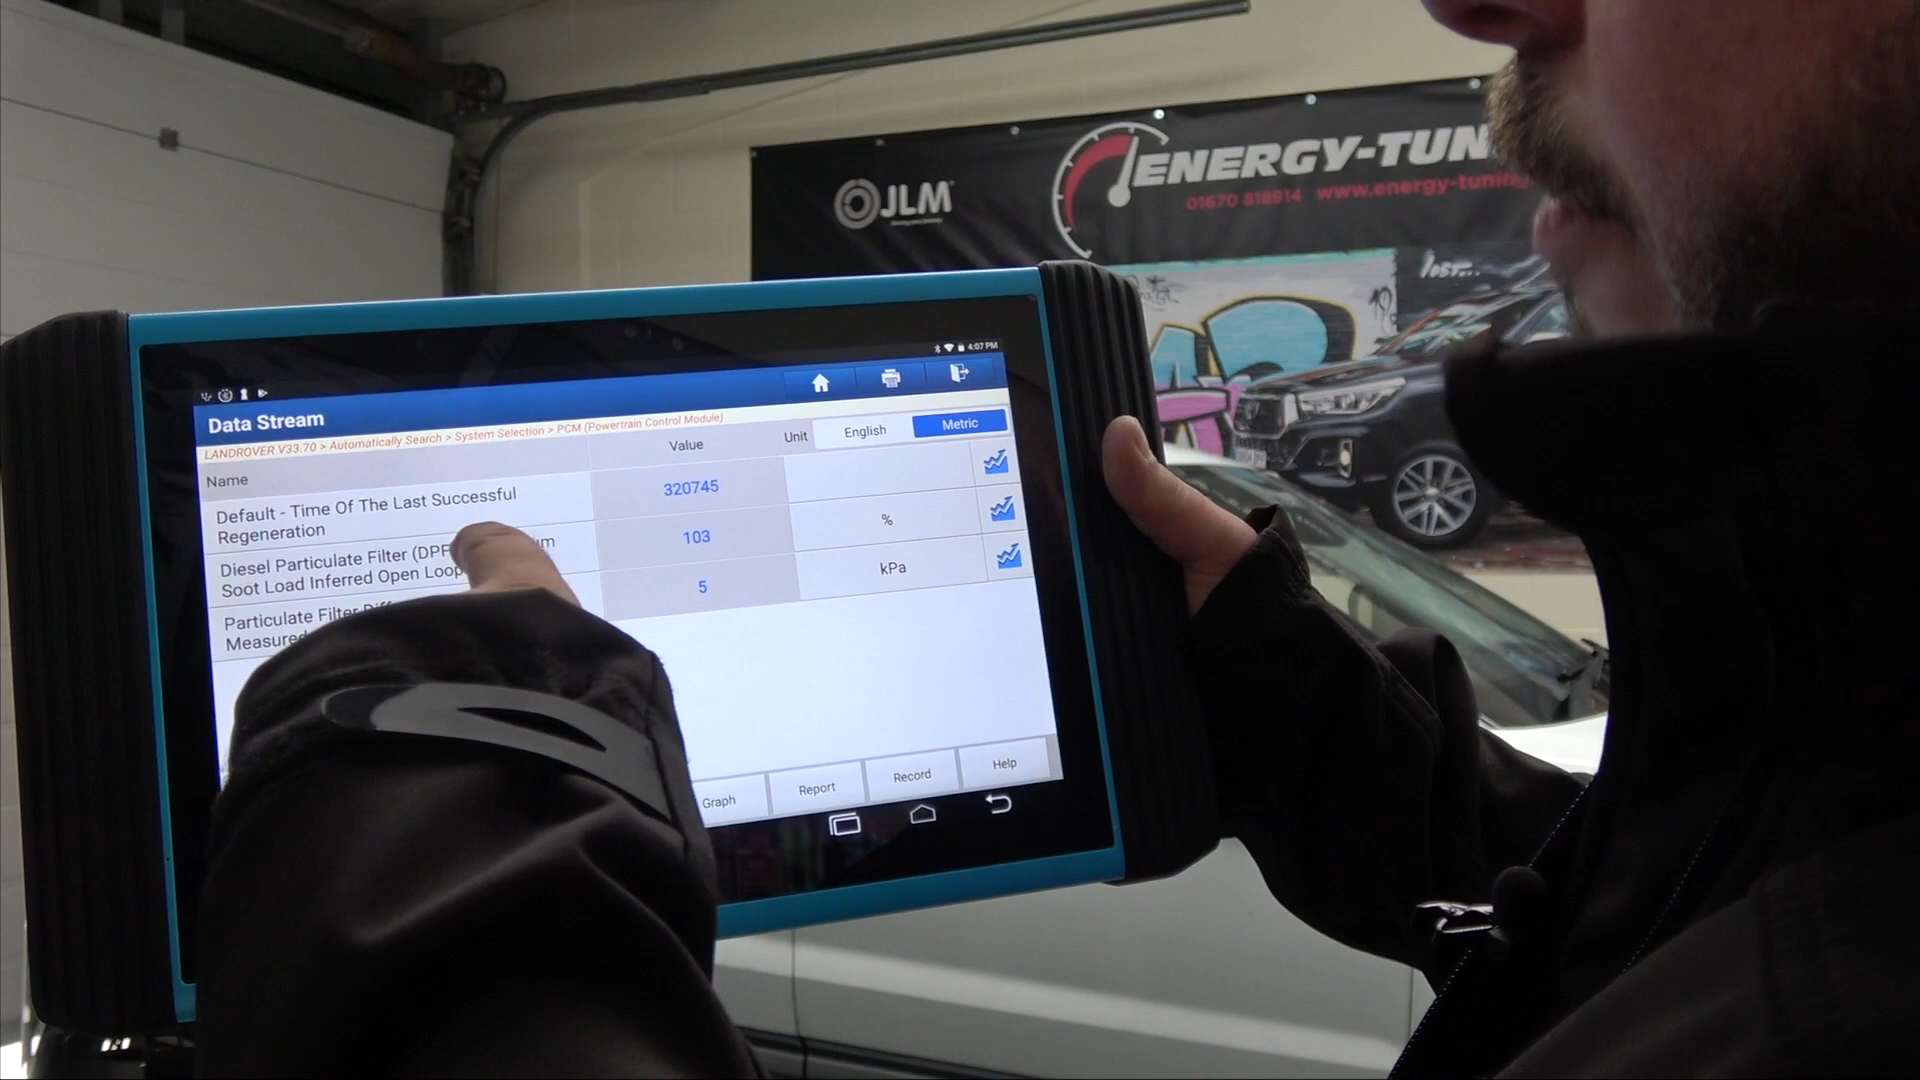 JLM
ENERGY-TUN
01670 818914 www.energy-tuning.
lost...
4:07 PM
Data Stream
LANDROVER V33.70 > Automatically Search > System Selection > PCM (Powertrain Control Module)
Name
Value
Unit
English
Metric
Default - Time Of The Last Successful
Regeneration
320745
Diesel Particulate Filter (DPF
Soot Load Inferred Open Loop
103
%
Particulate Filter
Measured
5
kPa
Graph
Report
Record
Help